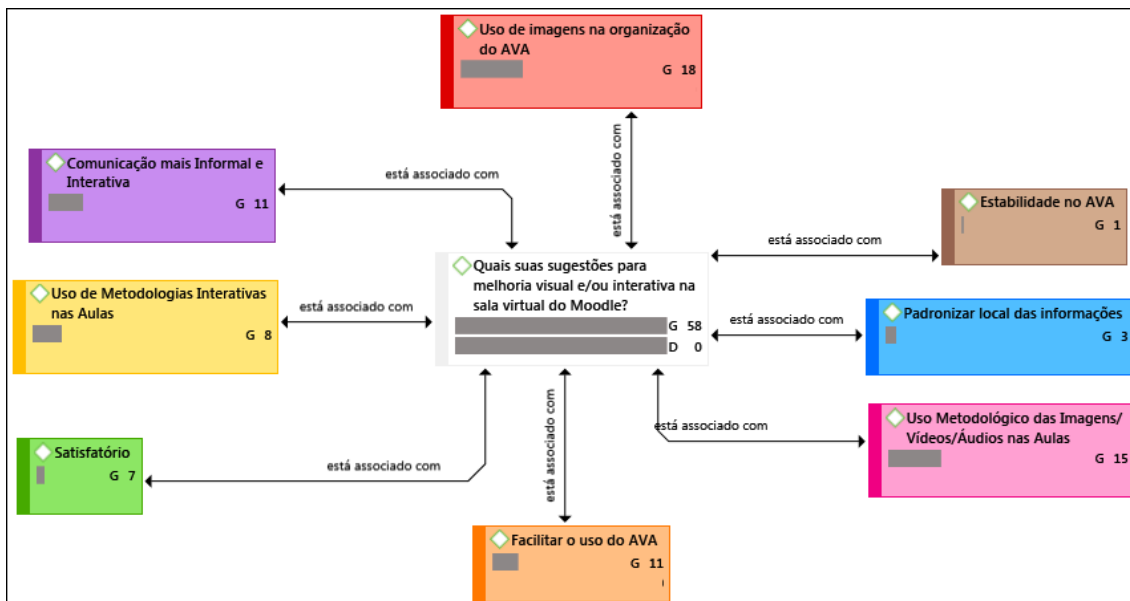 Uso de imagens na organização
do AVA
G 18
está associado com
Comunicação mais Informal e
Interativa
G 11
está associado com
Estabilidade no AVA
G 1
está associado com
Quais suas sugestões para
melhoria visual e/ou interativa na
sala virtual do Moodle?
G 58
D 0
Uso de Metodologias Interativas
nas Aulas
G 8
está associado com
Padronizar local das informações
G 3
está associado com
Uso Metodológico das Imagens/
Vídeos/Áudios nas Aulas
G 15
está associado com
Satisfatório
G 7
está associado com
está associado com
Facilitar o uso do AVA
G 11